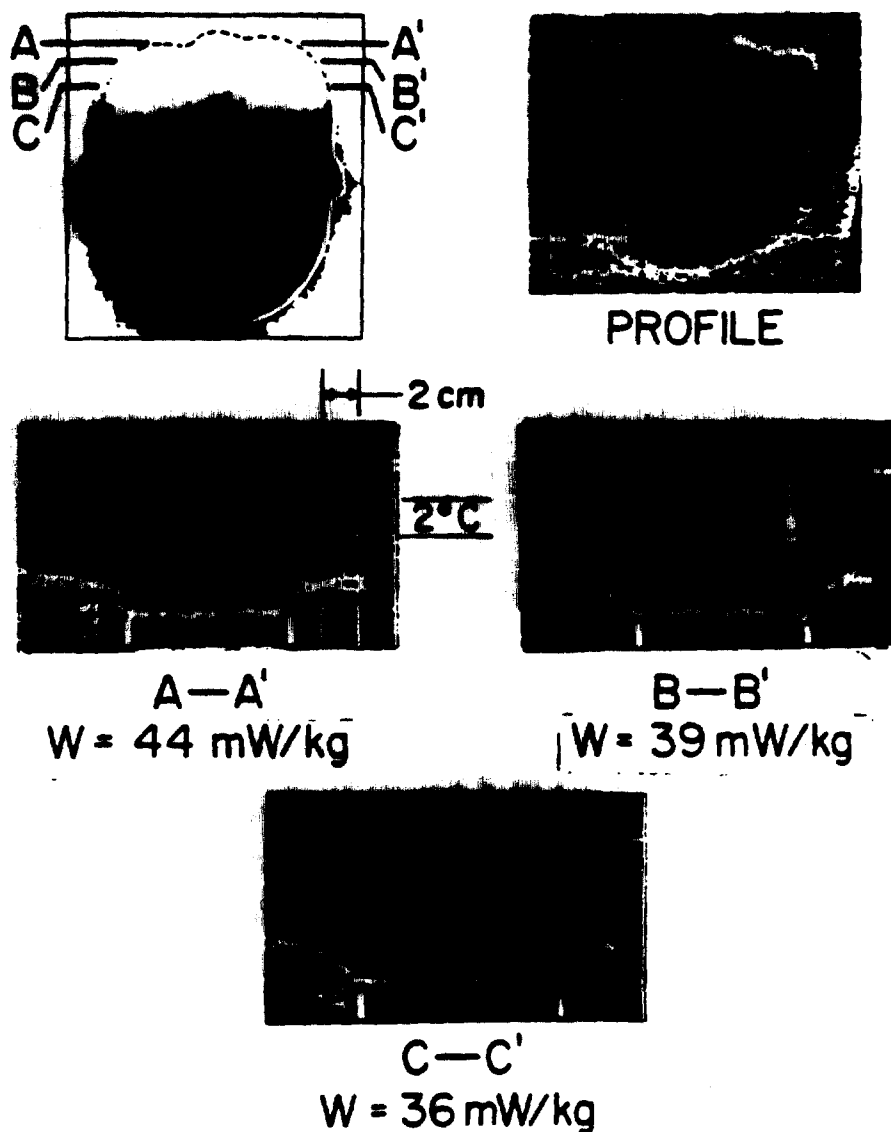 A A'
B B'
C C'
PROFILE
2 cm
2°C
A—A'
W = 44 mW/kg
B—B'
W = 39 mW/kg
C—C'
W = 36 mW/kg